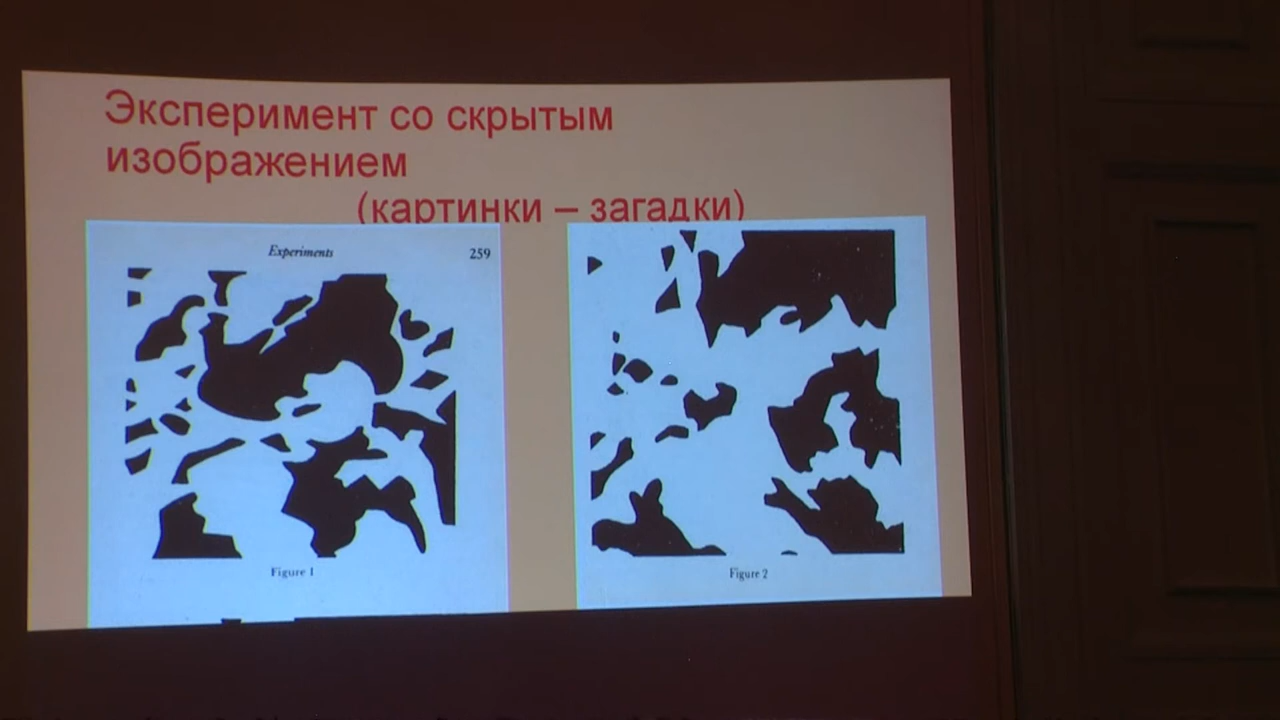 Эксперимент со скрытым
изображением
(картинки – загадки)
Experiments
259
Figure 1
Figure 2